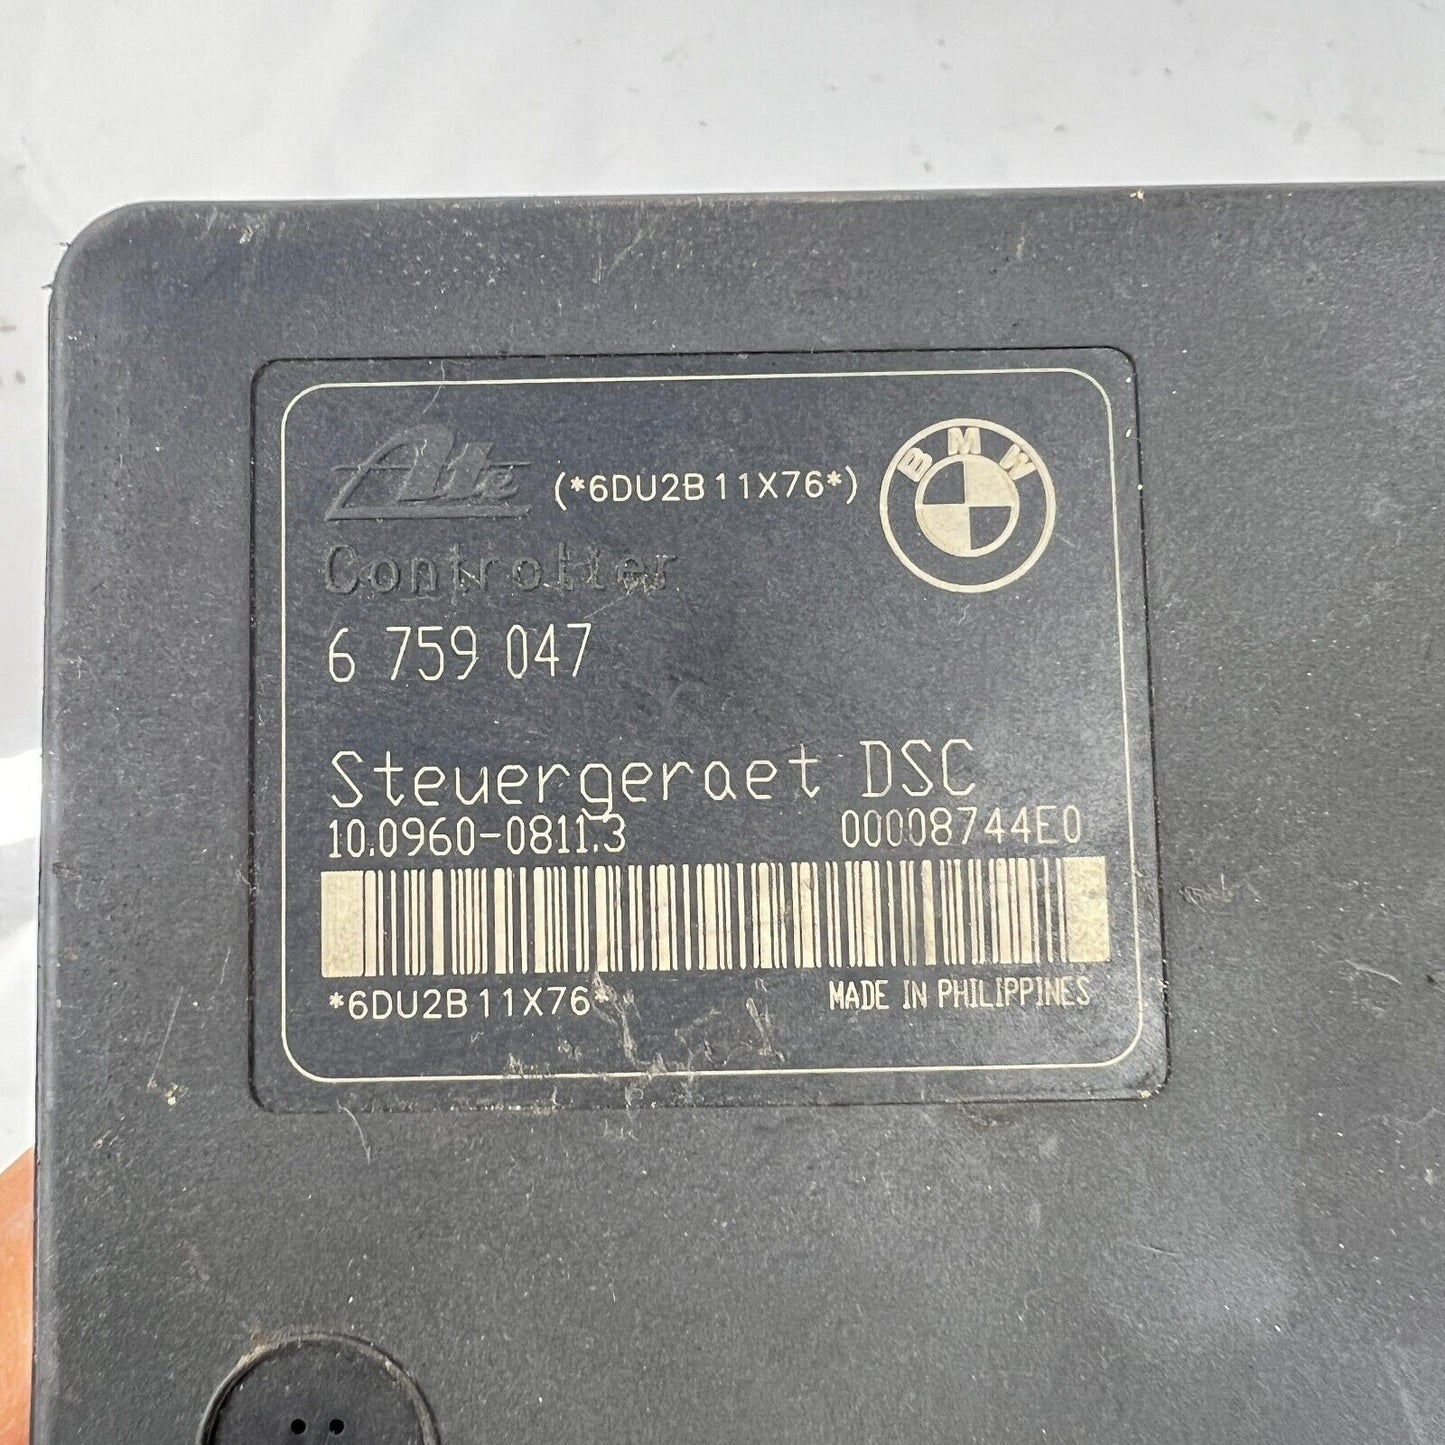 Ate (*6DU2B11X76*) BMW
Controller
6 759 047
Steuergeraet DSC
10.0960-0811.3 00008744E0
*6DU2B11X76* MADE IN PHILIPPINES